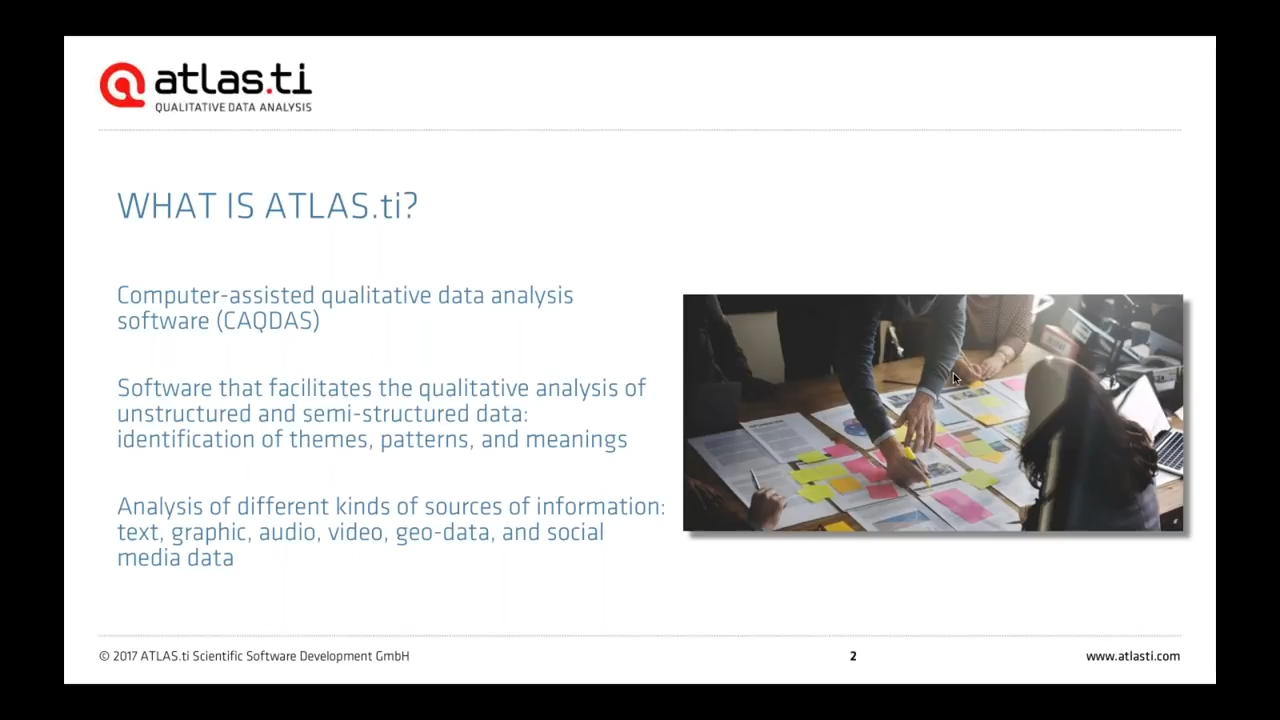 atlas.ti
QUALITATIVE DATA ANALYSIS
WHAT IS ATLAS.ti?
Computer-assisted qualitative data analysis
software (CAQDAS)
Software that facilitates the qualitative analysis of
unstructured and semi-structured data:
identification of themes, patterns, and meanings
Analysis of different kinds of sources of information:
text, graphic, audio, video, geo-data, and social
media data
© 2017 ATLAS.ti Scientific Software Development GmbH
2
www.atlasti.com